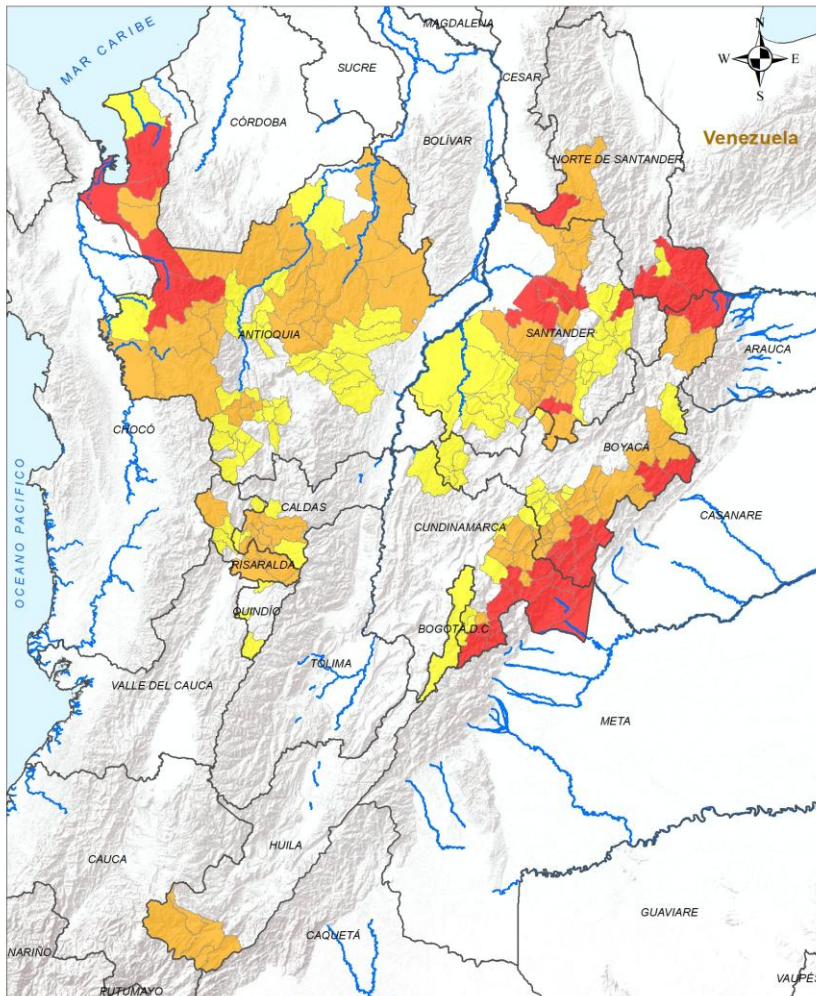 MAGDALENA
N
MAR CARIBE
W
E
SUCRE
CESAR
S
CÓRDOBA
BOLÍVAR
Venezuela
NORTE DE SANTANDER
ANTIOQUIA
SANTANDER
ARAUCA
CHOCÓ
BOYACÁ
OCEANO PACIFICO
CALDAS
CASANARE
CUNDINAMARCA
RISARALDA
QUINDÍO
BOGOTÁ D.C
TOLIMA
VALLE DEL CAUCA
META
HUILA
CAUCA
GUAVIARE
CAQUETÁ
NARIÑO
VAUPÉS
PUTUMAYO